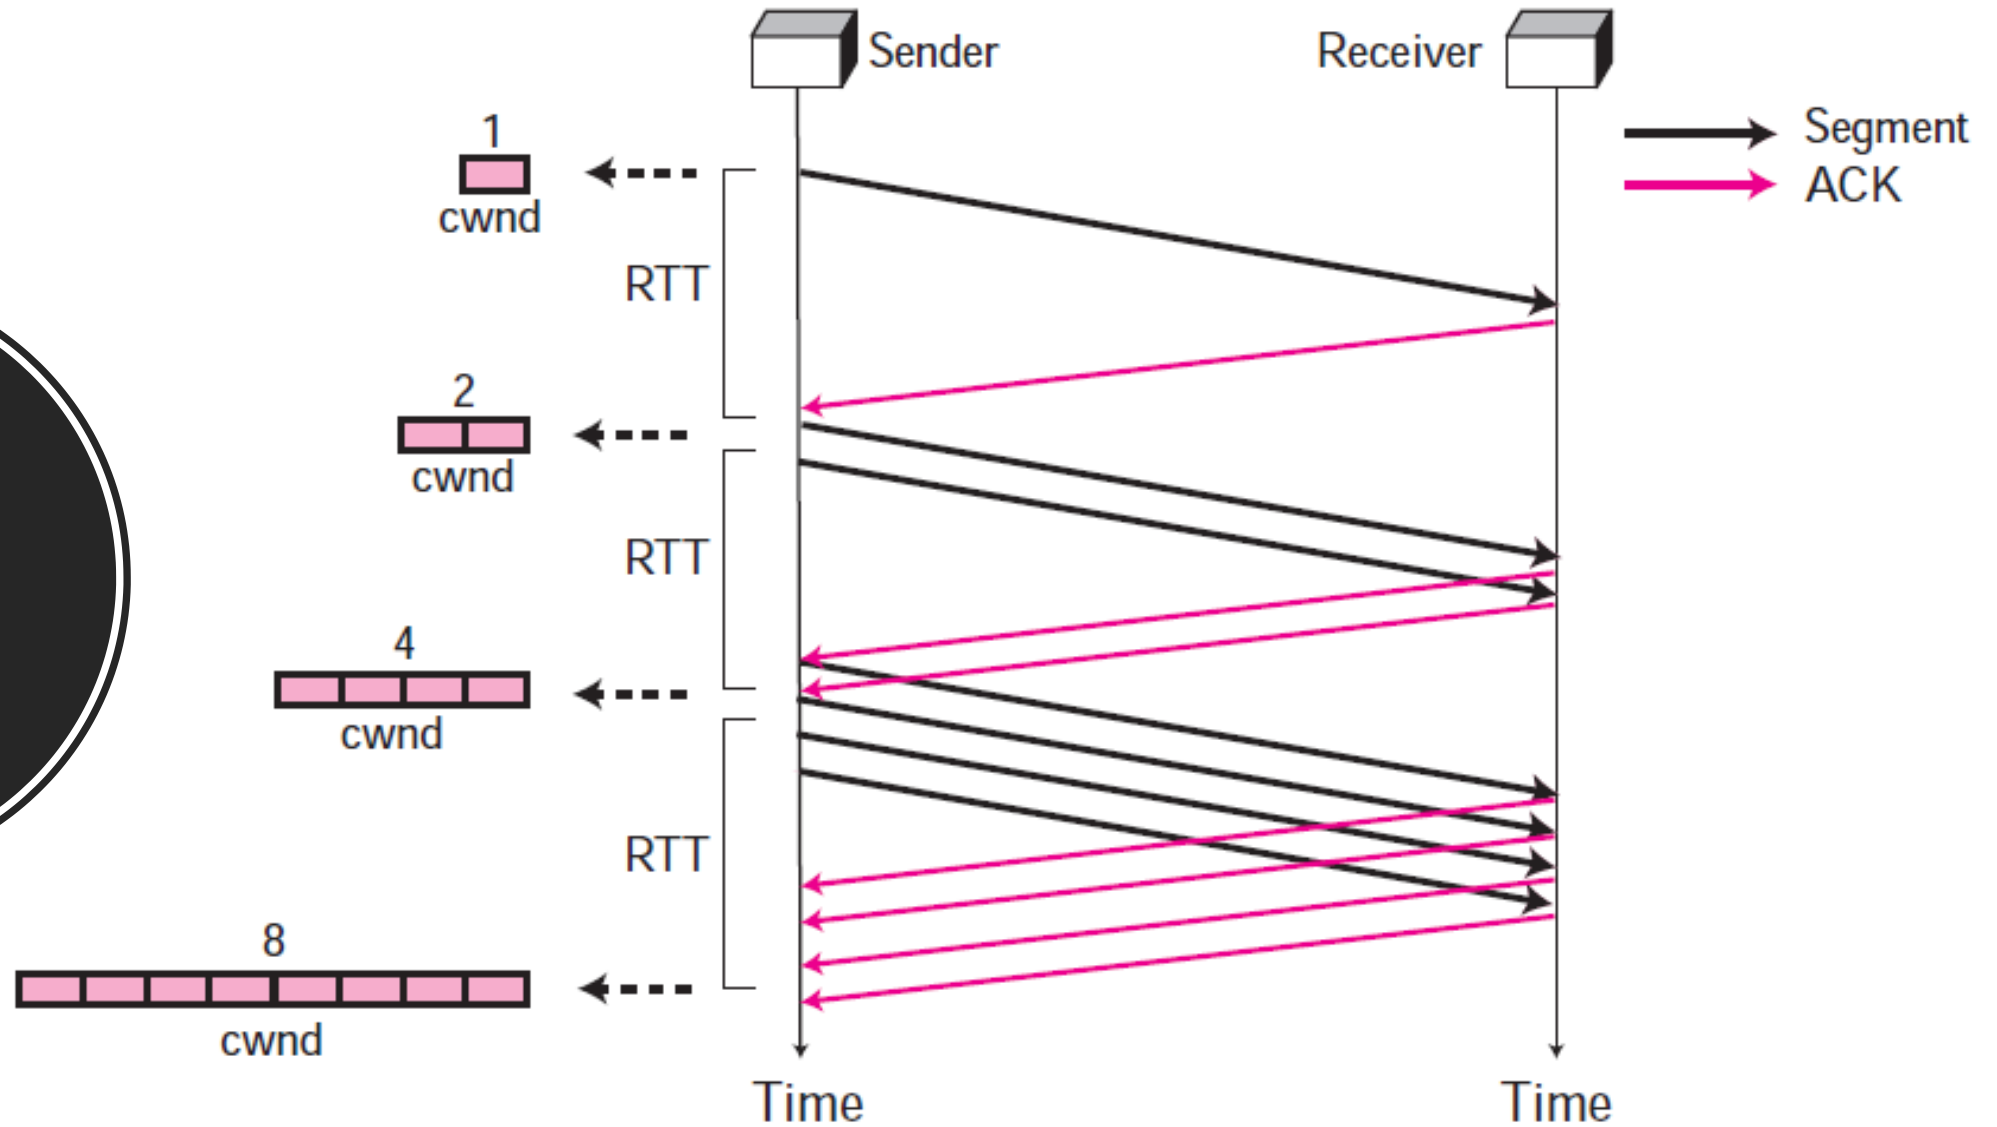 Sender
Receiver
Segment
ACK
1
cwnd
RTT
2
cwnd
RTT
4
cwnd
RTT
8
cwnd
Time
Time